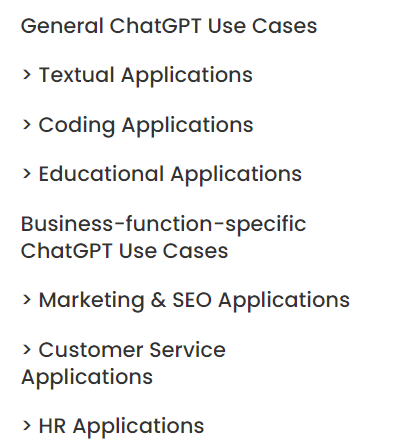 General ChatGPT Use Cases
> Textual Applications
> Coding Applications
> Educational Applications
Business-function-specific
ChatGPT Use Cases
> Marketing & SEO Applications
> Customer Service
Applications
> HR Applications